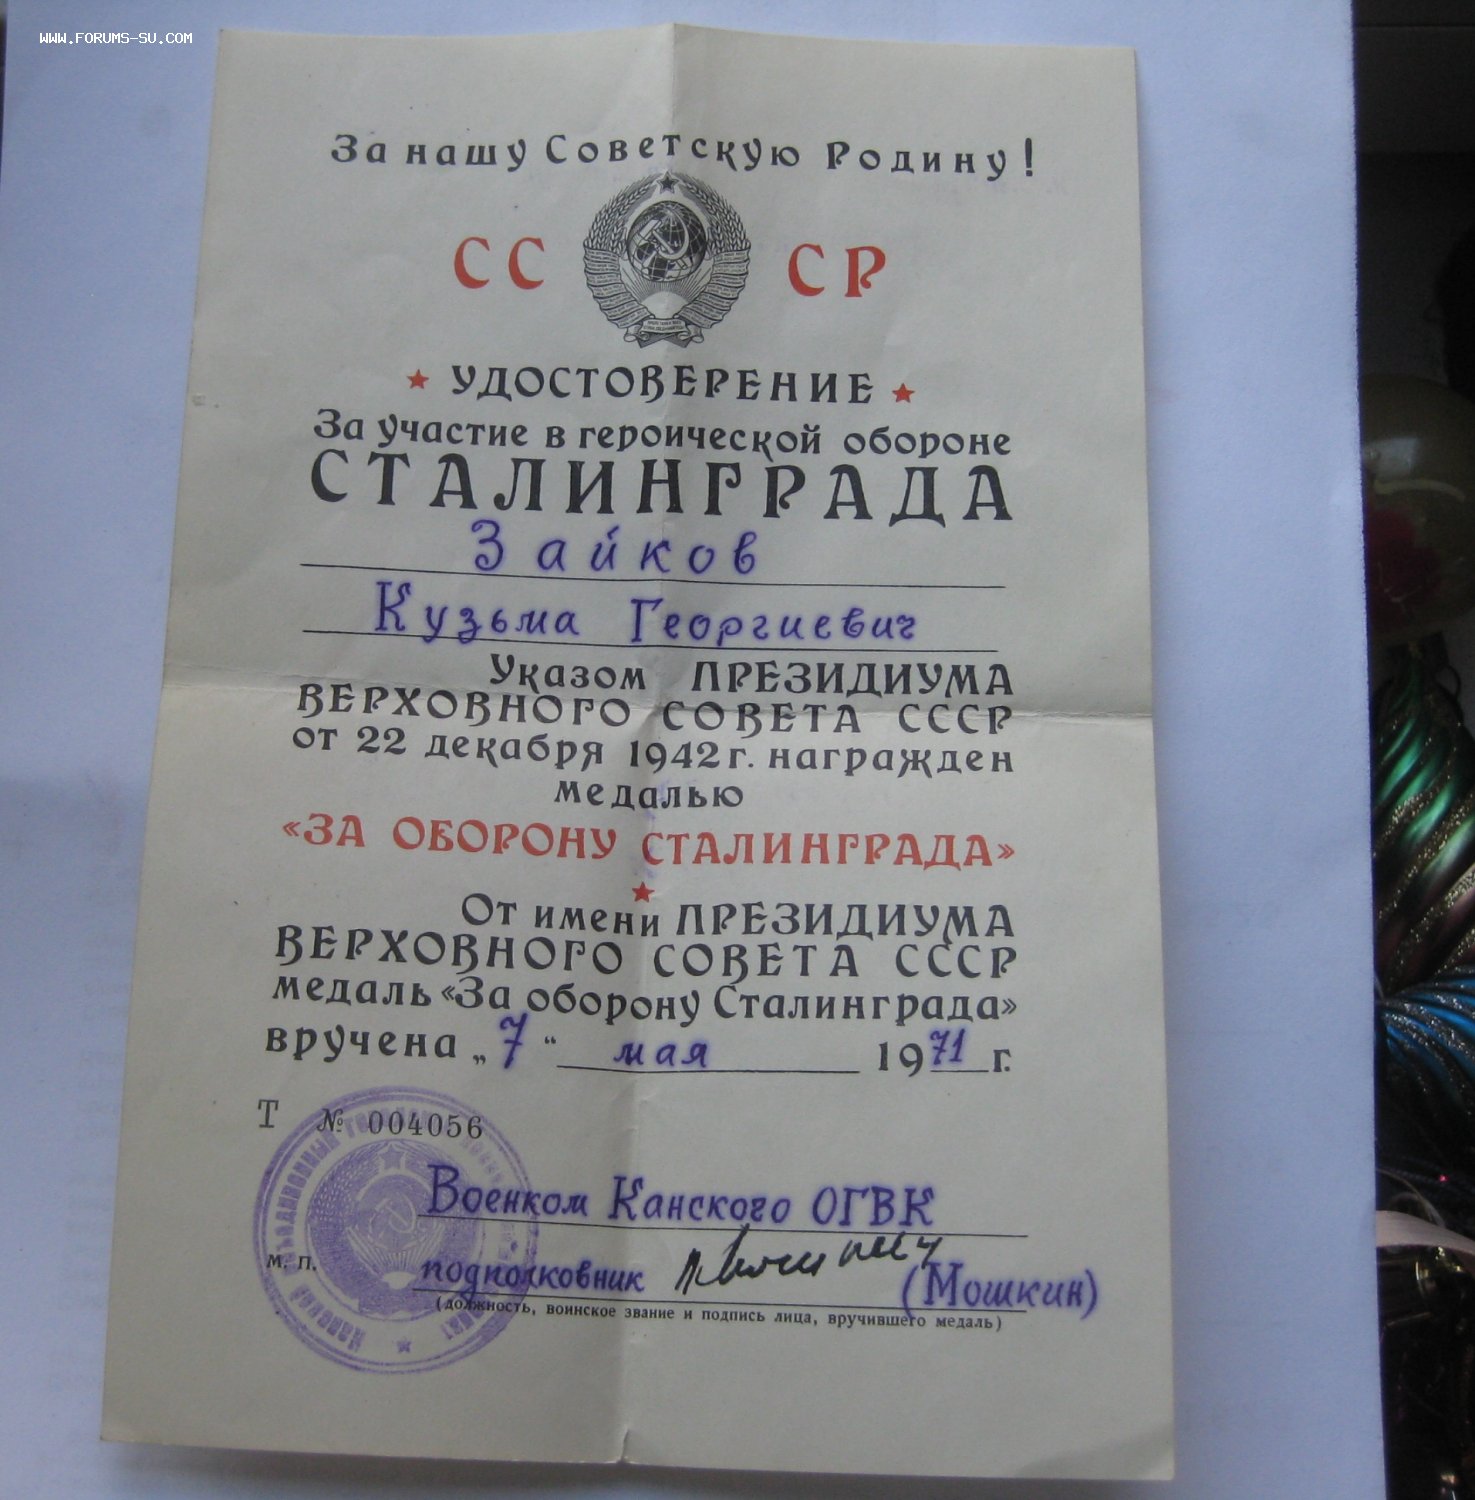 WWW.FORUMS-SU.COM
За нашу Советскую Родину!
СС СР
УДОСТОВЕРЕНИЕ
За участие в героической обороне
СТАЛИНГРАДА
Зайков
Кузьма Георгиевич
Указом ПРЕЗИДИУМА
ВЕРХОВНОГО СОВЕТА СССР
от 22 декабря 1942 г. награжден
медалью
«ЗА ОБОРОНУ СТАЛИНГРАДА»
От имени ПРЕЗИДИУМА
ВЕРХОВНОГО СОВЕТА СССР
медаль «За оборону Сталинграда»
вручена „7“ мая 1971 г.
Т № 004056
Военком Канского ОГВК
М. П.
подполковник (Мошкин)
(должность, воинское звание и подпись лица, вручившего медаль)